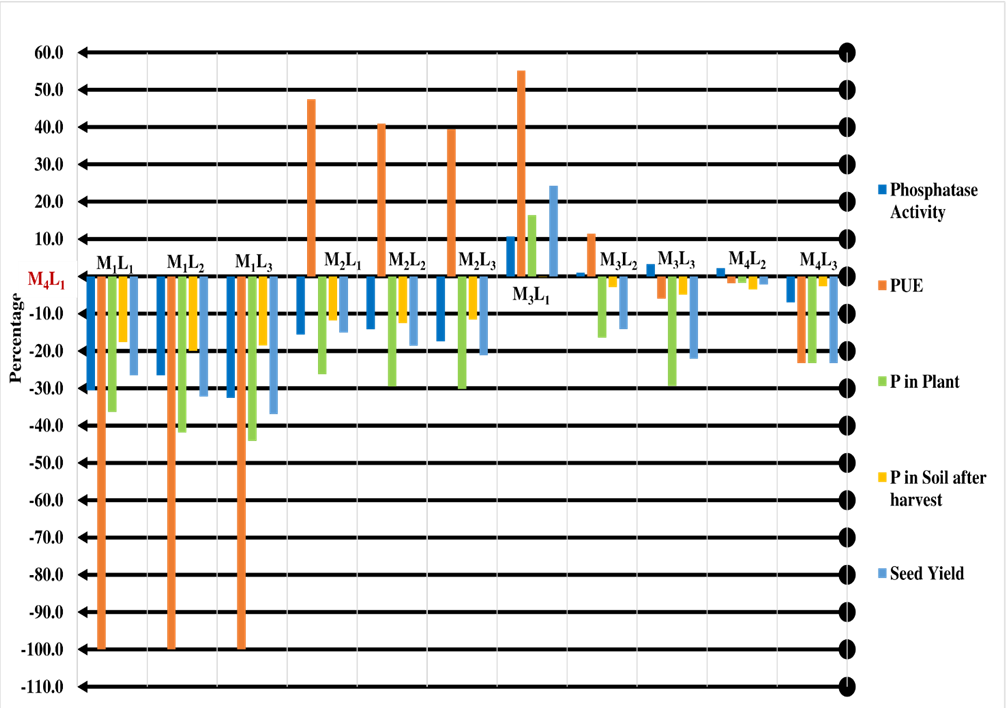 60.0
50.0
40.0
30.0
20.0
10.0
M₄L₁
-10.0
-20.0
-30.0
-40.0
-50.0
-60.0
-70.0
-80.0
-90.0
-100.0
-110.0
Percentage
M₁L₁
M₁L₂
M₁L₃
M₂L₁
M₂L₂
M₂L₃
M₃L₁
M₃L₂
M₃L₃
M₄L₂
M₄L₃
Phosphatase
Activity
PUE
P in Plant
P in Soil after
harvest
Seed Yield